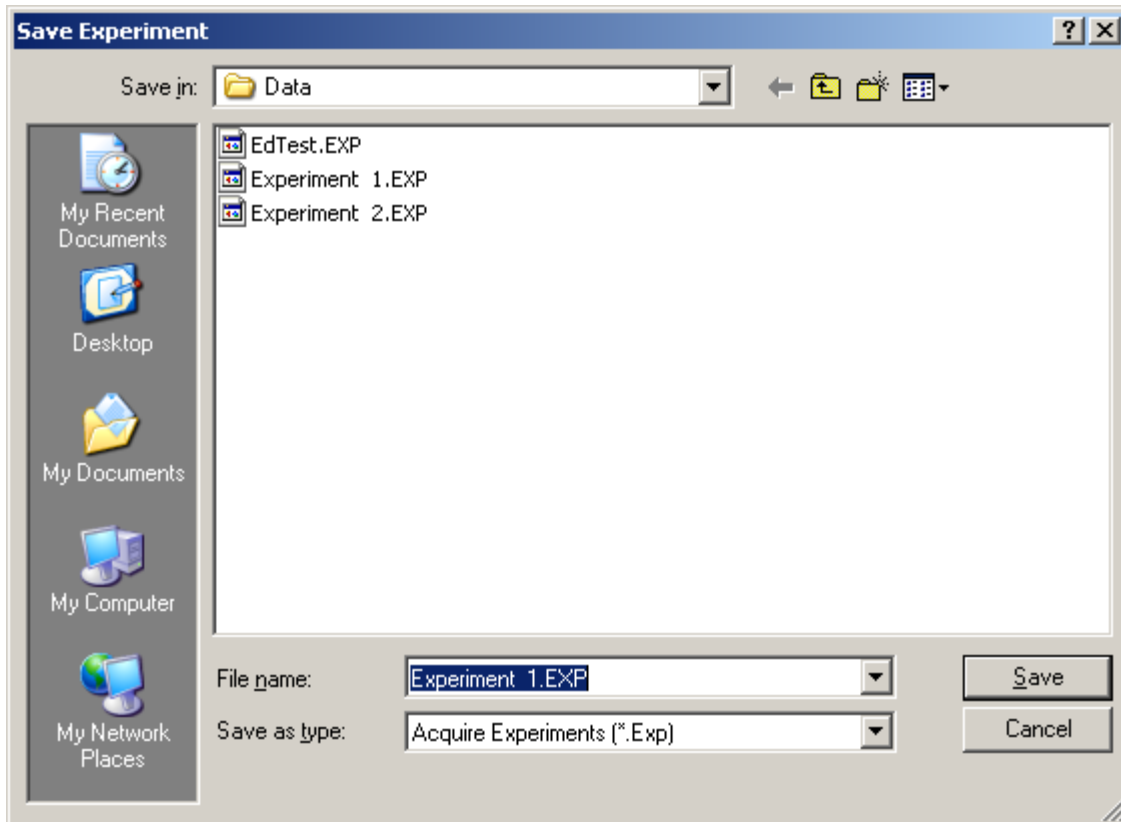 Save Experiment
Save in: Data
EdTest.EXP
Experiment  1.EXP
Experiment  2.EXP
My Recent
Documents
Desktop
My Documents
My Computer
My Network
Places
File name: Experiment  1.EXP Save
Save as type: Acquire Experiments (*.Exp) Cancel